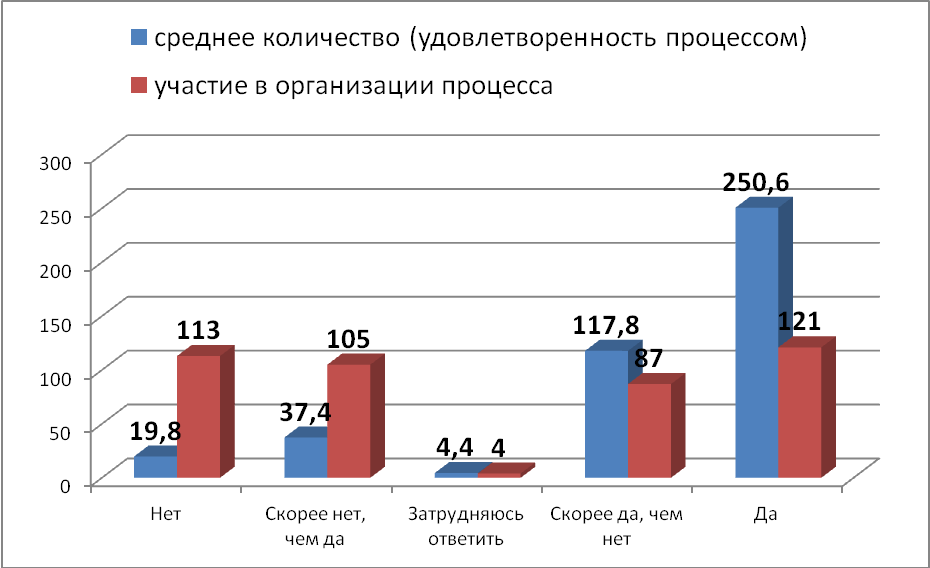 среднее количество (удовлетворенность процессом)
участие в организации процесса
300
250
200
150
100
50
0
19,8
113
37,4
105
4,4
4
117,8
87
250,6
121
Нет
Скорее нет,
чем да
Затрудняюсь
ответить
Скорее да, чем
нет
Да